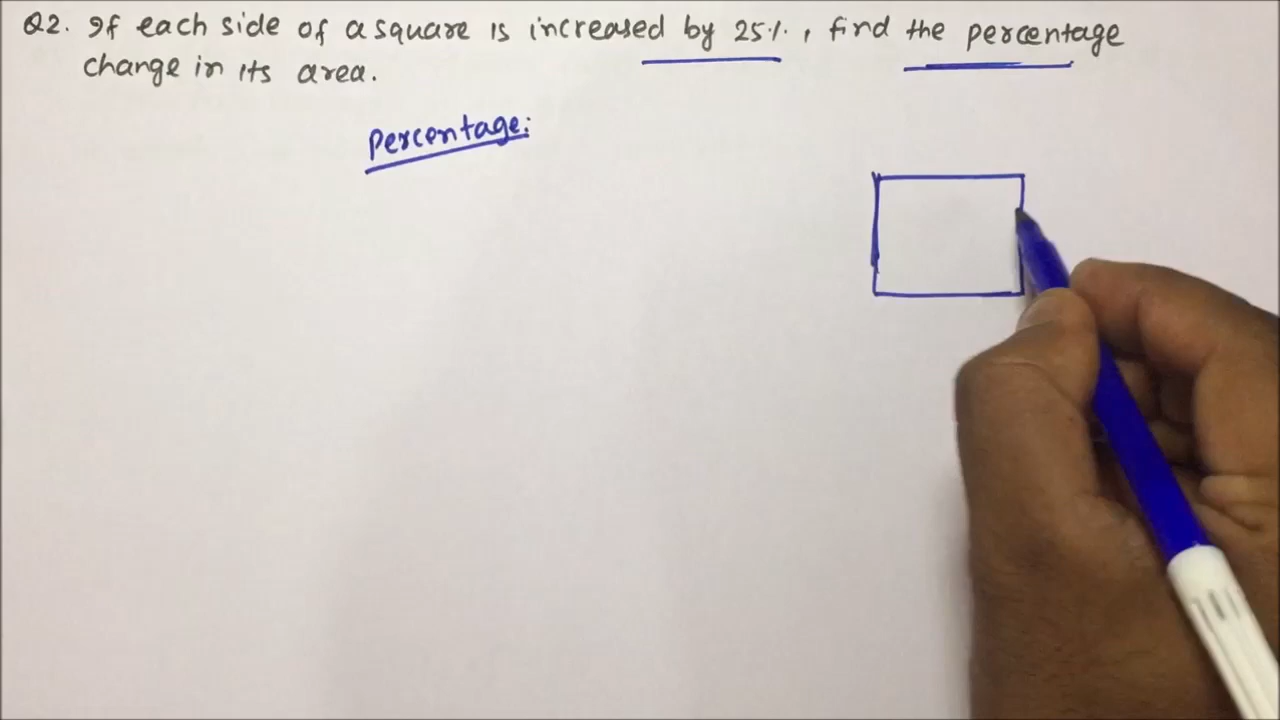 Q2. If each side of a square is increased by 25%, find the percentage
change in its area.
Percentage: